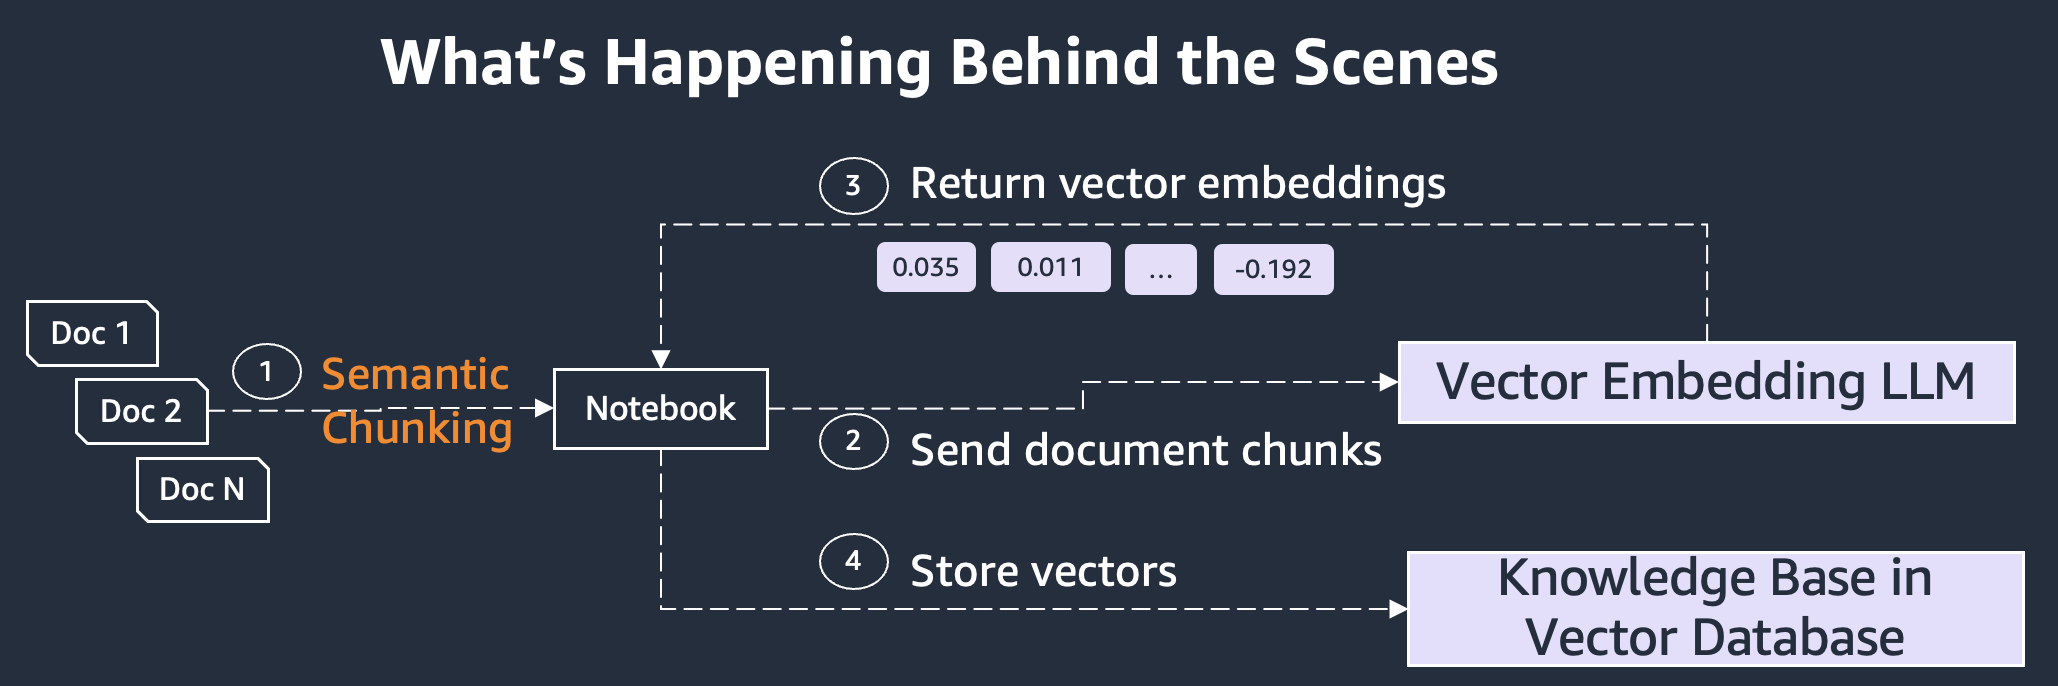 What’s Happening Behind the Scenes
3
Return vector embeddings
0.035
0.011
...
-0.192
Doc 1
Doc 2
Doc N
1
Semantic
Chunking
Notebook
2
Send document chunks
Vector Embedding LLM
4
Store vectors
Knowledge Base in
Vector Database